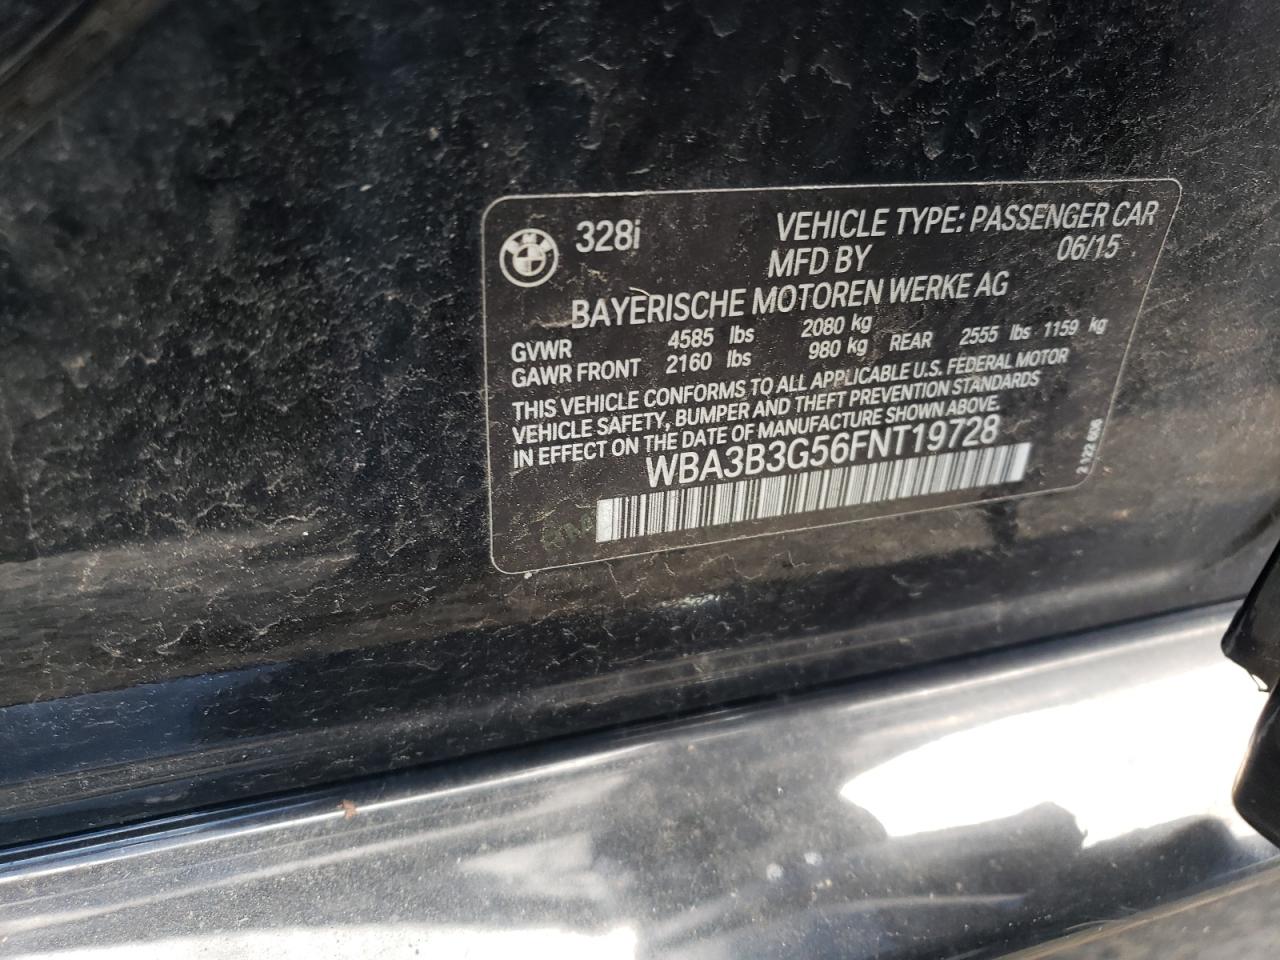 328i VEHICLE TYPE: PASSENGER CAR
MFD BY 06/15
BAYERISCHE MOTOREN WERKE AG
GVWR 4585 lbs 2080 kg
GAWR FRONT 2160 lbs 980 kg REAR 2555 lbs 1159 kg
THIS VEHICLE CONFORMS TO ALL APPLICABLE U.S. FEDERAL MOTOR
VEHICLE SAFETY, BUMPER AND THEFT PREVENTION STANDARDS
IN EFFECT ON THE DATE OF MANUFACTURE SHOWN ABOVE.
WBA3B3G56FNT19728